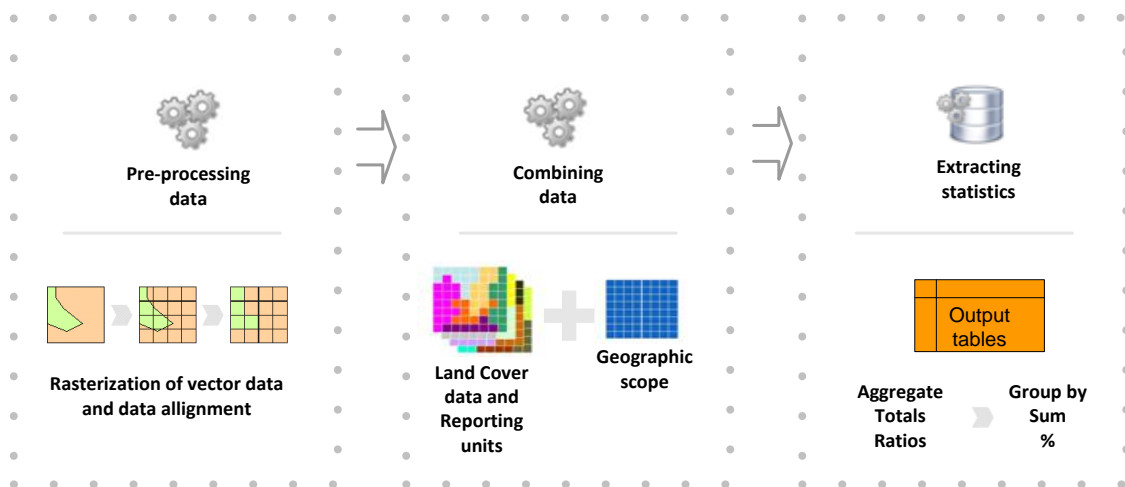 Pre-processing
data
Rasterization of vector data
and data allignment
Combining
data
Land Cover
data and
Reporting
units
Geographic
scope
Extracting
statistics
Output
tables
Aggregate
Totals
Ratios
Group by
Sum
%